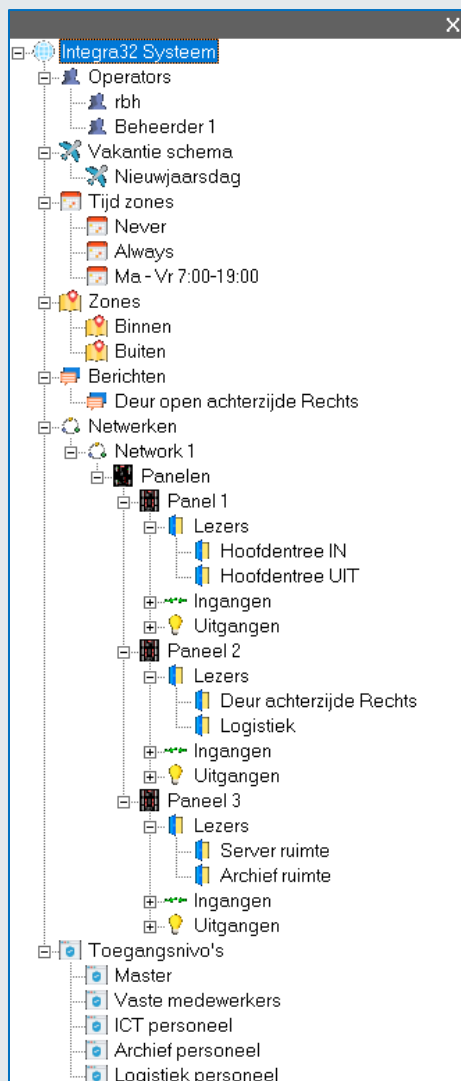 Integra32 Systeem
Operators
rbh
Beheerder 1
Vakantie schema
Nieuwjaarsdag
Tijd zones
Never
Always
Ma - Vr 7:00-19:00
Zones
Binnen
Buiten
Berichten
Deur open achterzijde Rechts
Netwerken
Network 1
Panelen
Panel 1
Lezers
Hoofdentree IN
Hoofdentree UIT
Ingangen
Uitgangen
Paneel 2
Lezers
Deur achterzijde Rechts
Logistiek
Ingangen
Uitgangen
Paneel 3
Lezers
Server ruimte
Archief ruimte
Ingangen
Uitgangen
Toegangsnivo's
Master
Vaste medewerkers
ICT personeel
Archief personeel
Logistiek personeel